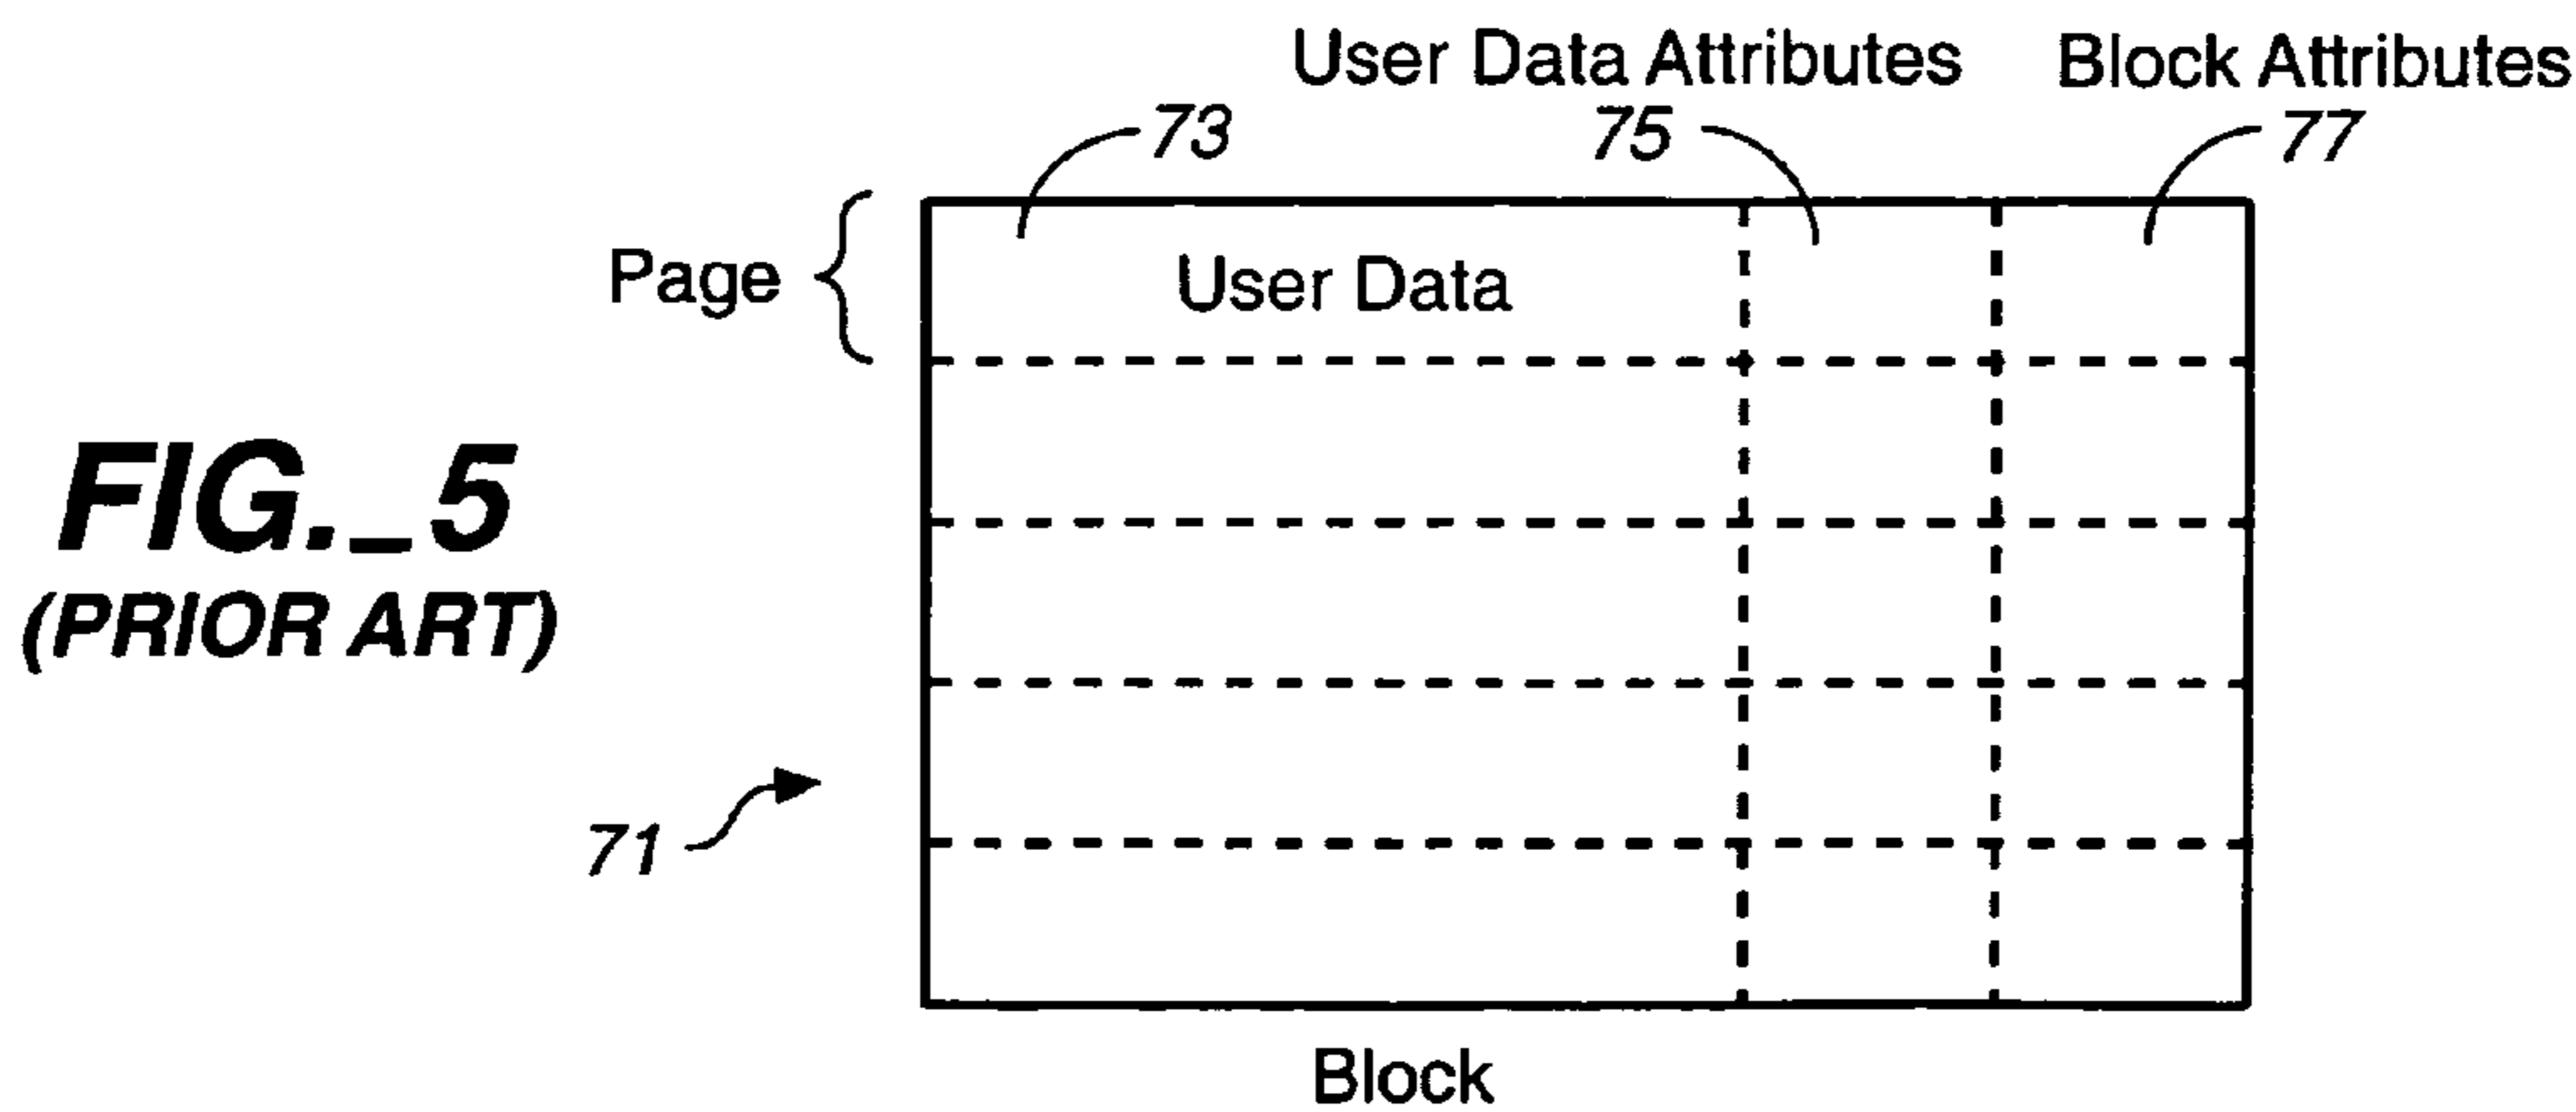 User Data Attributes
Block Attributes
73
75
77
Page
User Data
FIG._5
(PRIOR ART)
71
Block